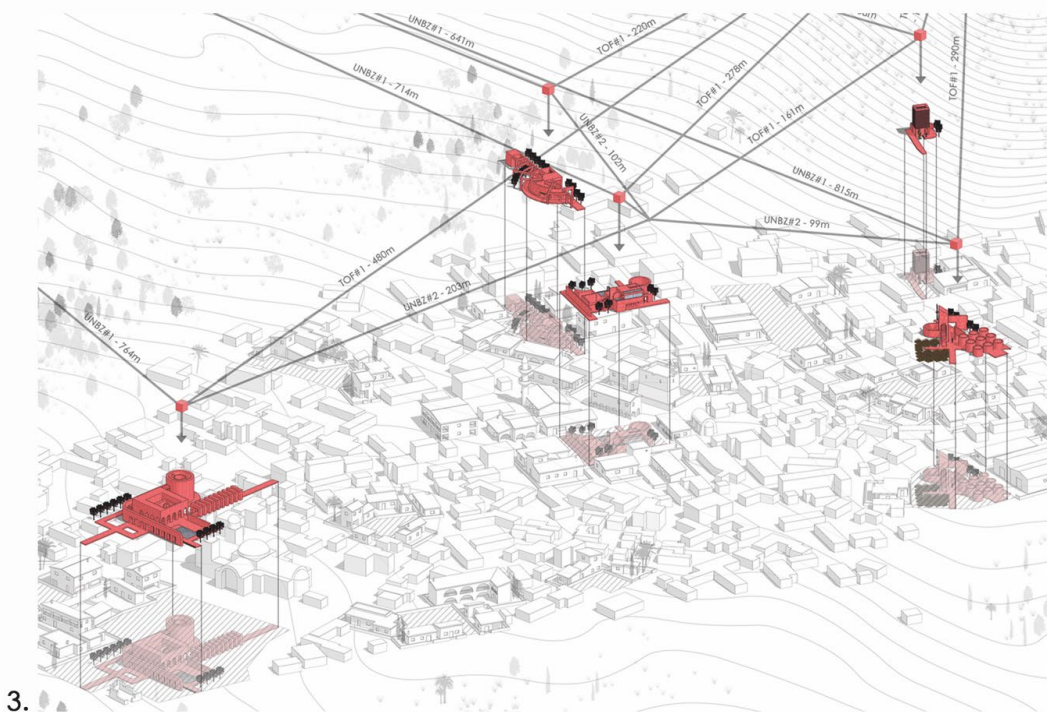 UNBZ#1 - 641m
TOF#1 - 220m
UNBZ#1 - 714m
TOF#1 - 278m
TOF#1 - 290m
TOF#1 - 161m
UNBZ#2 - 102m
UNBZ#1 - 815m
UNBZ#2 - 99m
TOF#1 - 480m
UNBZ#2 - 203m
UNBZ#1 - 764m
3.